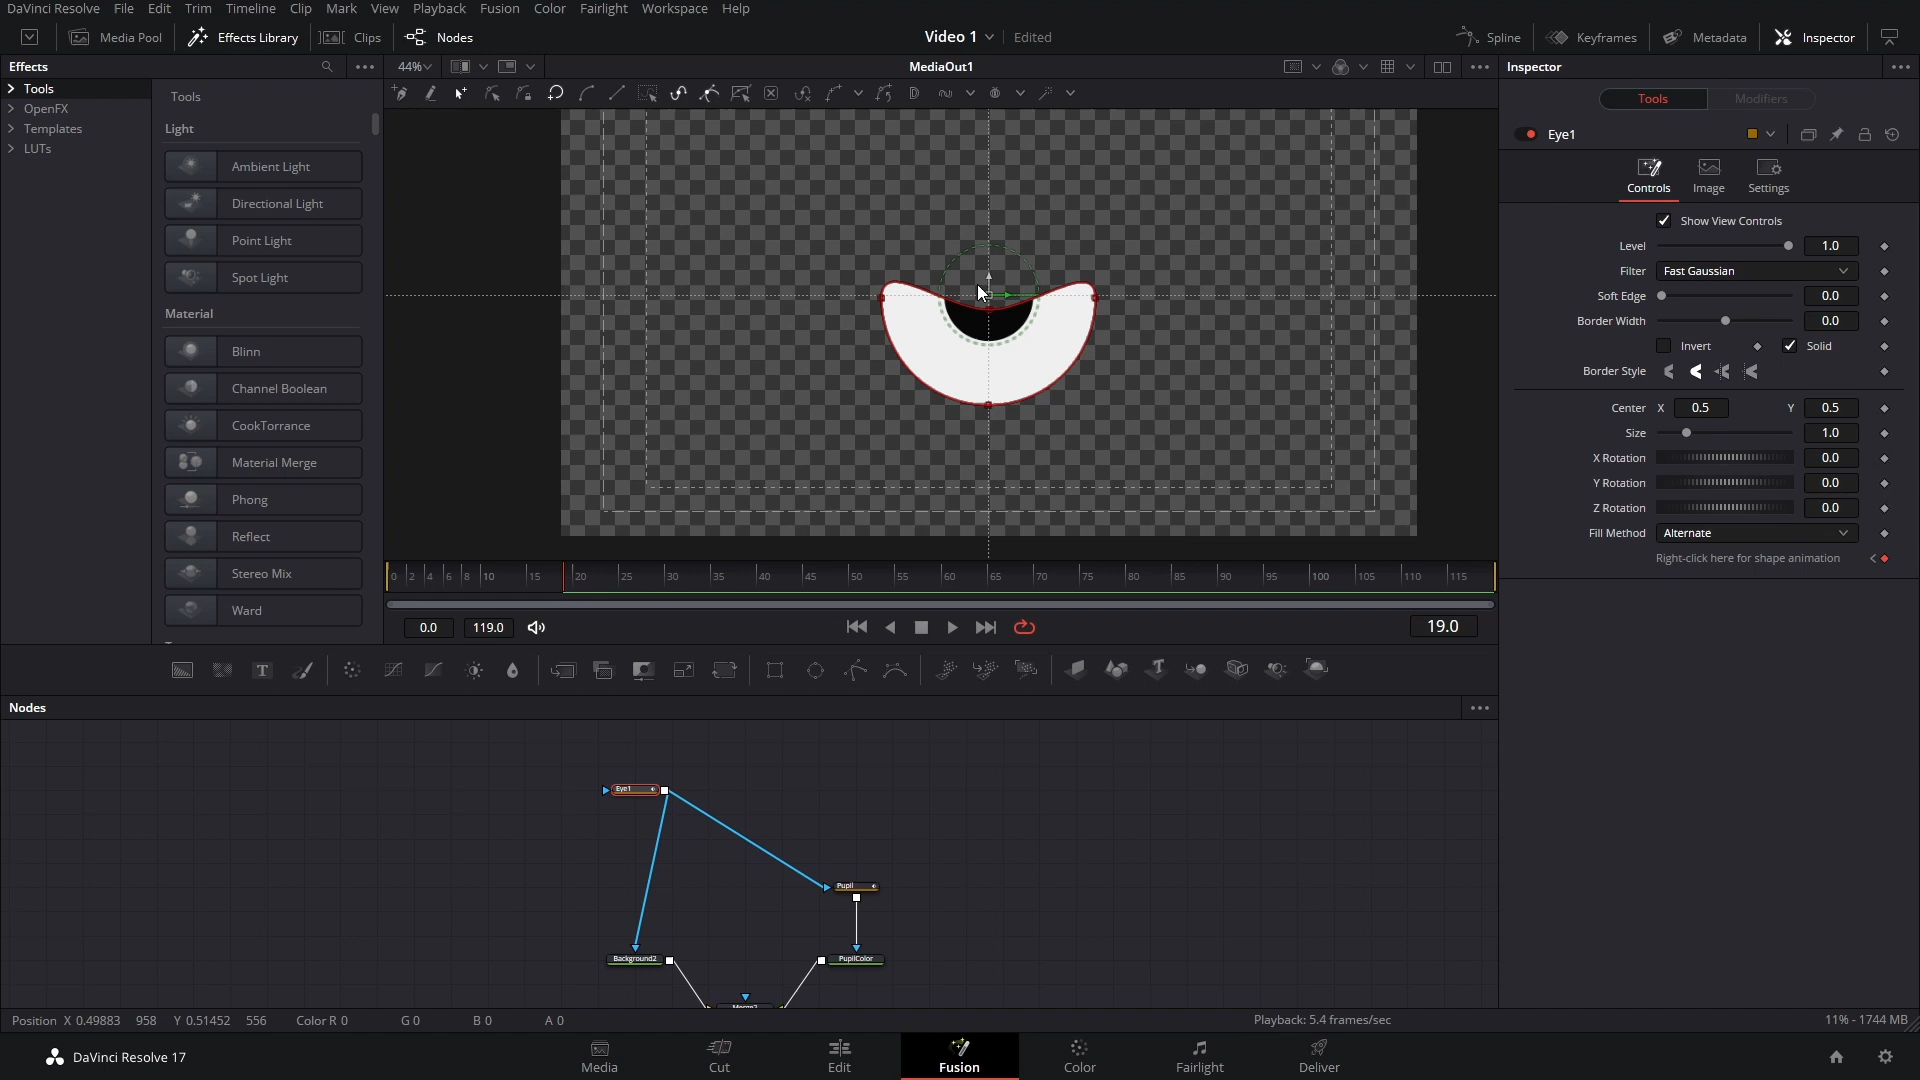 DaVinci Resolve File Edit Trim Timeline Clip Mark View Playback Fusion Color Fairlight Workspace Help
Media Pool Effects Library Clips Nodes Video 1 Edited Spline Keyframes Metadata Inspector
Effects 44% MediaOut1 Inspector
Tools
OpenFX
Templates
LUTs
Tools
Light
Ambient Light
Directional Light
Point Light
Spot Light
Material
Blinn
Channel Boolean
CookTorrance
Material Merge
Phong
Reflect
Stereo Mix
Ward
Tools Modifiers
Eye1
Controls Image Settings
Show View Controls
Level 1.0
Filter Fast Gaussian
Soft Edge 0.0
Border Width 0.0
Invert Solid
Border Style
Center X 0.5 Y 0.5
Size 1.0
X Rotation 0.0
Y Rotation 0.0
Z Rotation 0.0
Fill Method Alternate
Right-click here for shape animation
0 2 4 6 8 10 15 20 25 30 35 40 45 50 55 60 65 70 75 80 85 90 95 100 105 110 115
0.0 119.0 19.0
Nodes
Eye1
Pupil
Background2 PupilColor
Position X 0.49883 958 Y 0.51452 556 Color R 0 G 0 B 0 A 0 Playback: 5.4 frames/sec 11% - 1744 MB
DaVinci Resolve 17 Media Cut Edit Fusion Color Fairlight Deliver